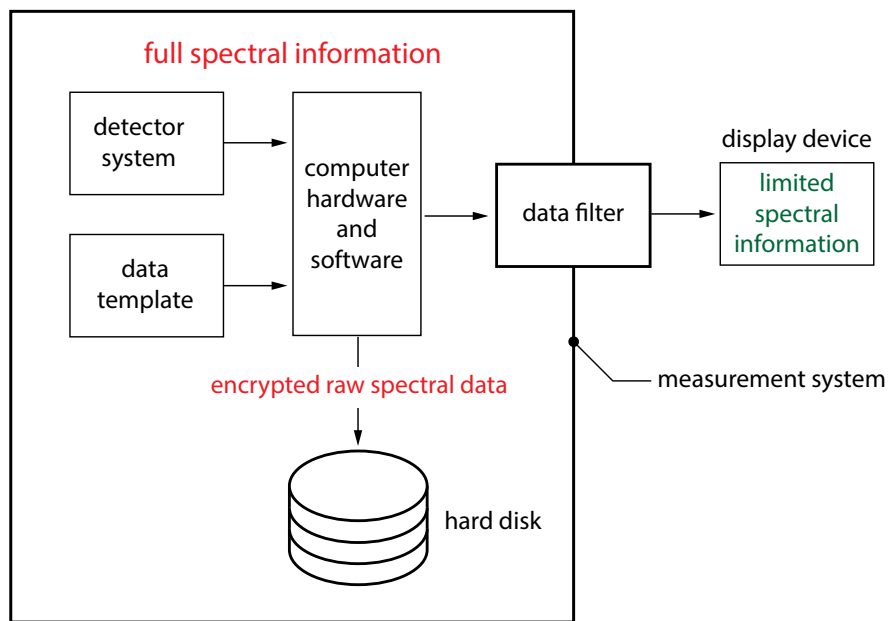 full spectral information
detector
system
computer
hardware
and
software
data
template
data filter
display device
limited
spectral
information
encrypted raw spectral data
measurement system
hard disk